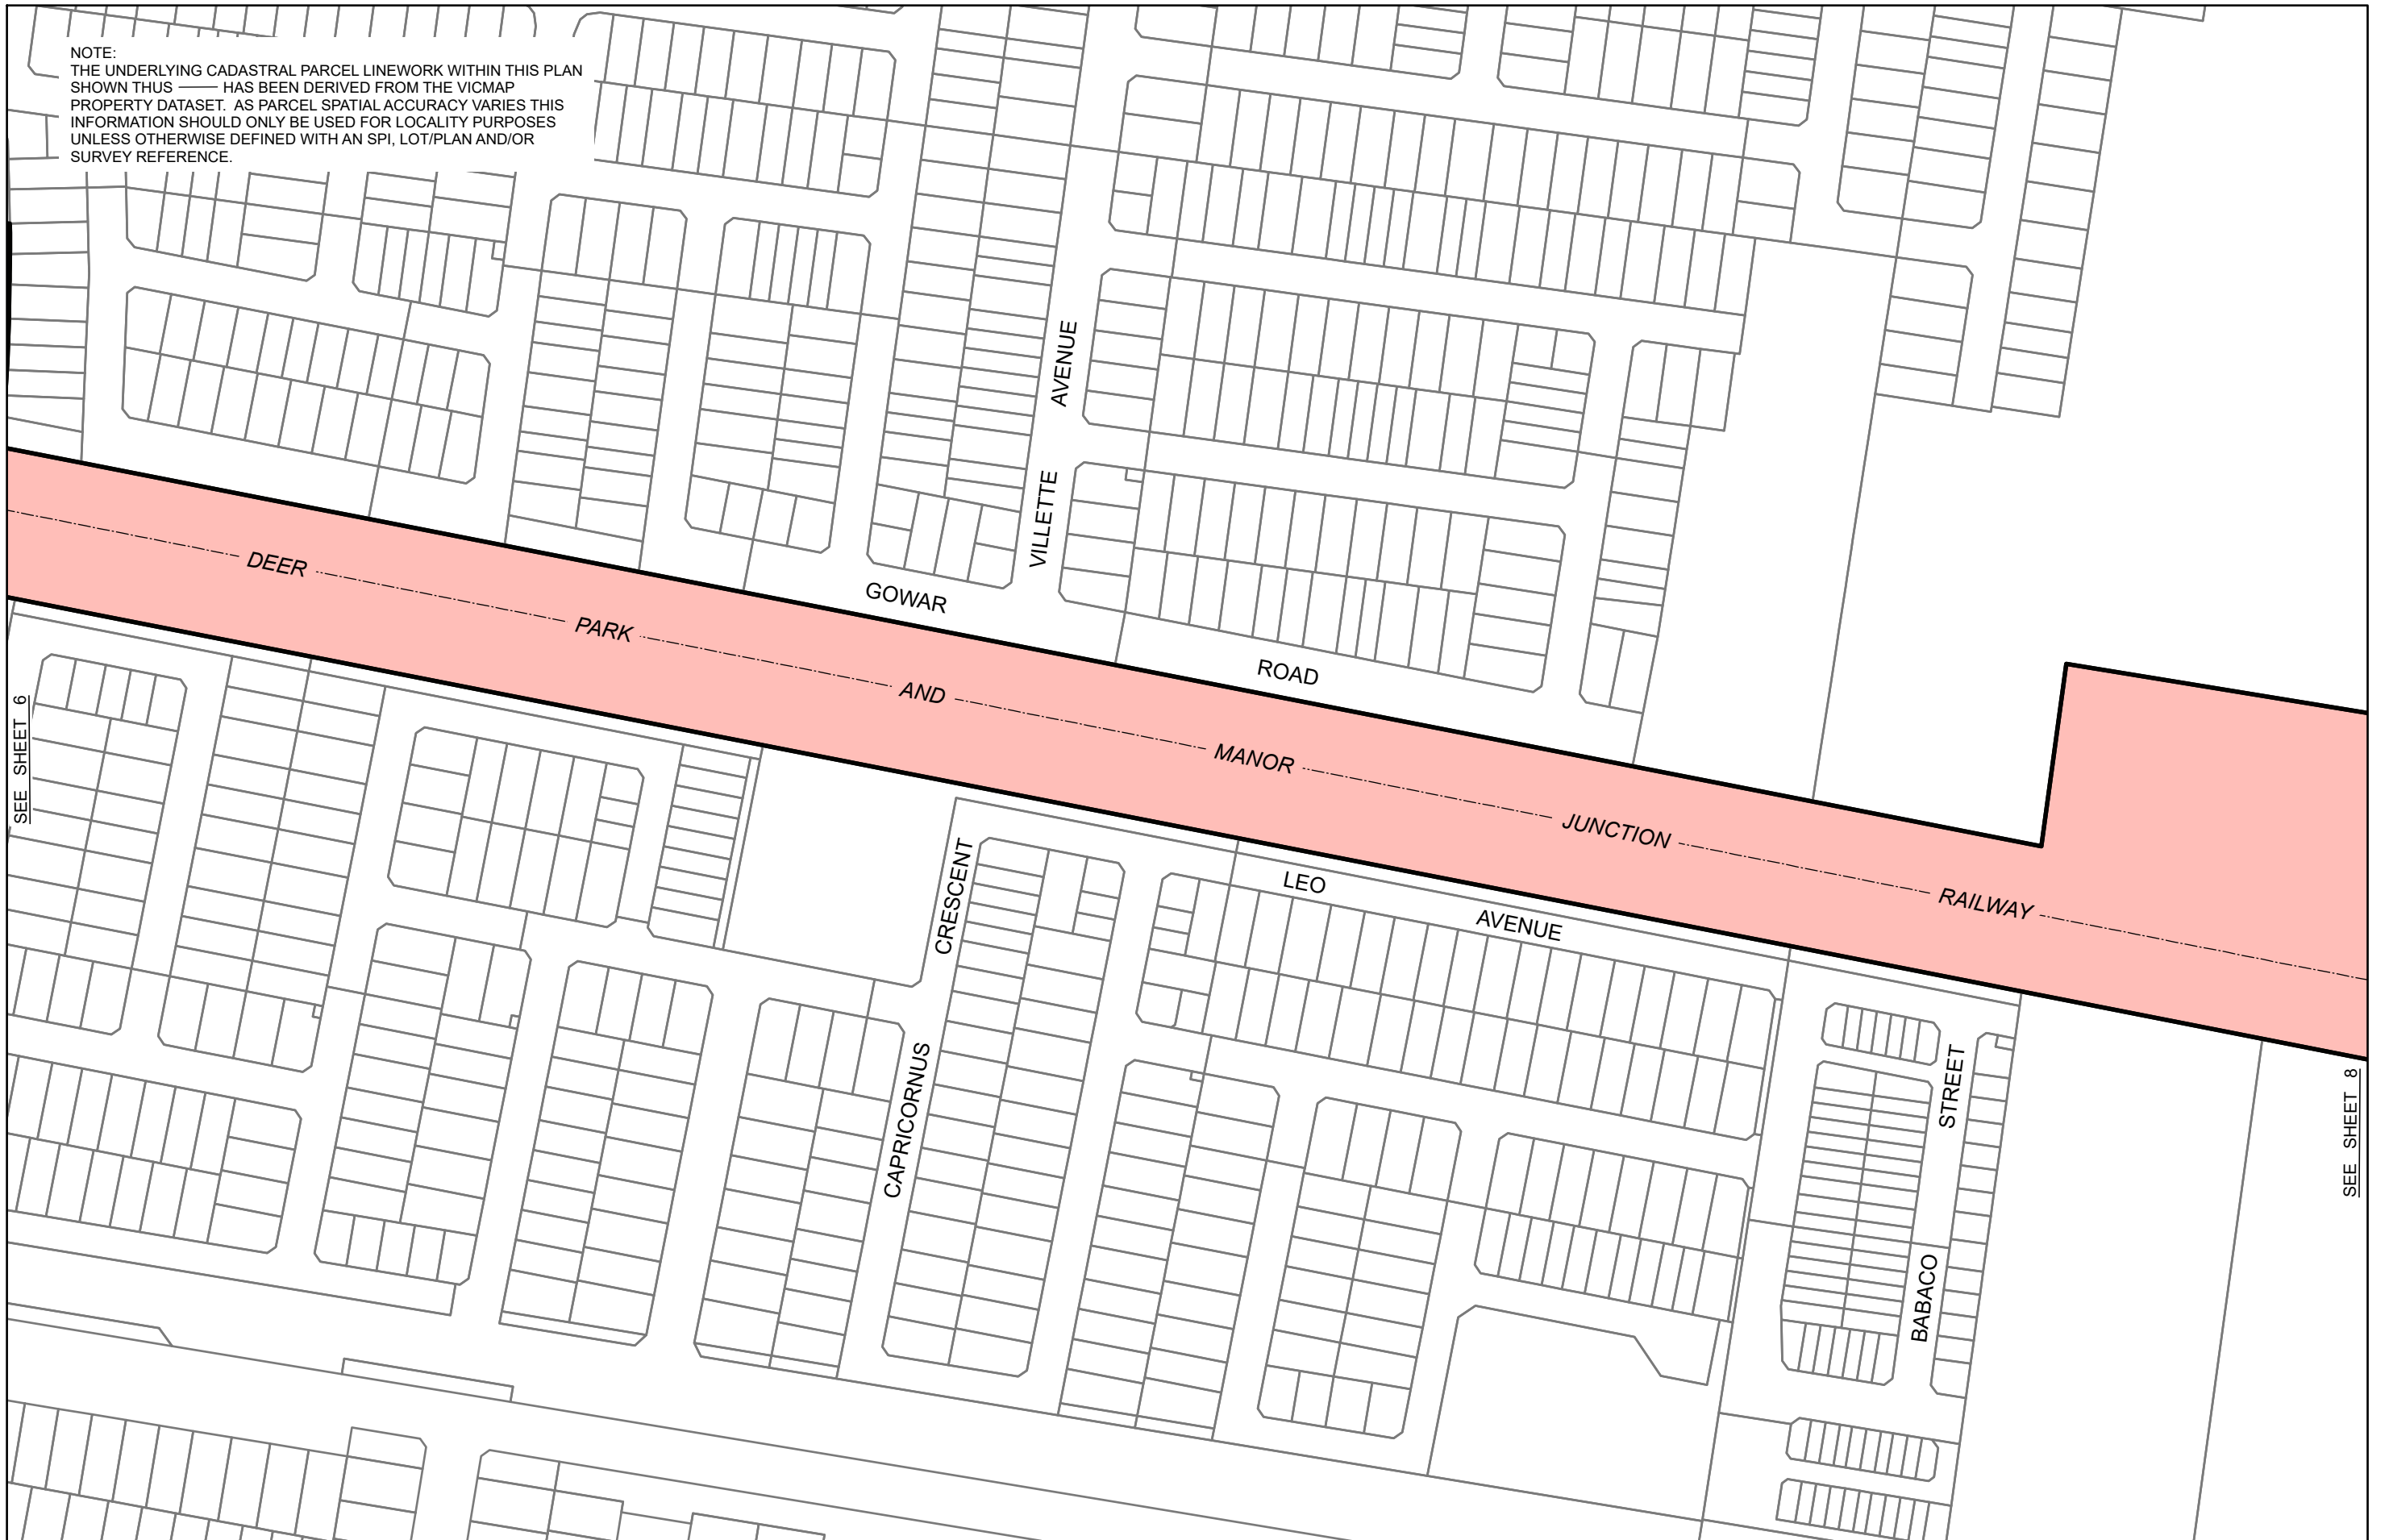 NOTE:
THE UNDERLYING CADASTRAL PARCEL LINEWORK WITHIN THIS PLAN
SHOWN THUS —— HAS BEEN DERIVED FROM THE VICMAP
PROPERTY DATASET. AS PARCEL SPATIAL ACCURACY VARIES THIS
INFORMATION SHOULD ONLY BE USED FOR LOCALITY PURPOSES
UNLESS OTHERWISE DEFINED WITH AN SPI, LOT/PLAN AND/OR
SURVEY REFERENCE.
VILLETTE AVENUE
GOWAR ROAD
DEER PARK AND MANOR JUNCTION RAILWAY
SEE SHEET 6
CAPRICORNUS CRESCENT
LEO AVENUE
BABACO STREET
SEE SHEET 8